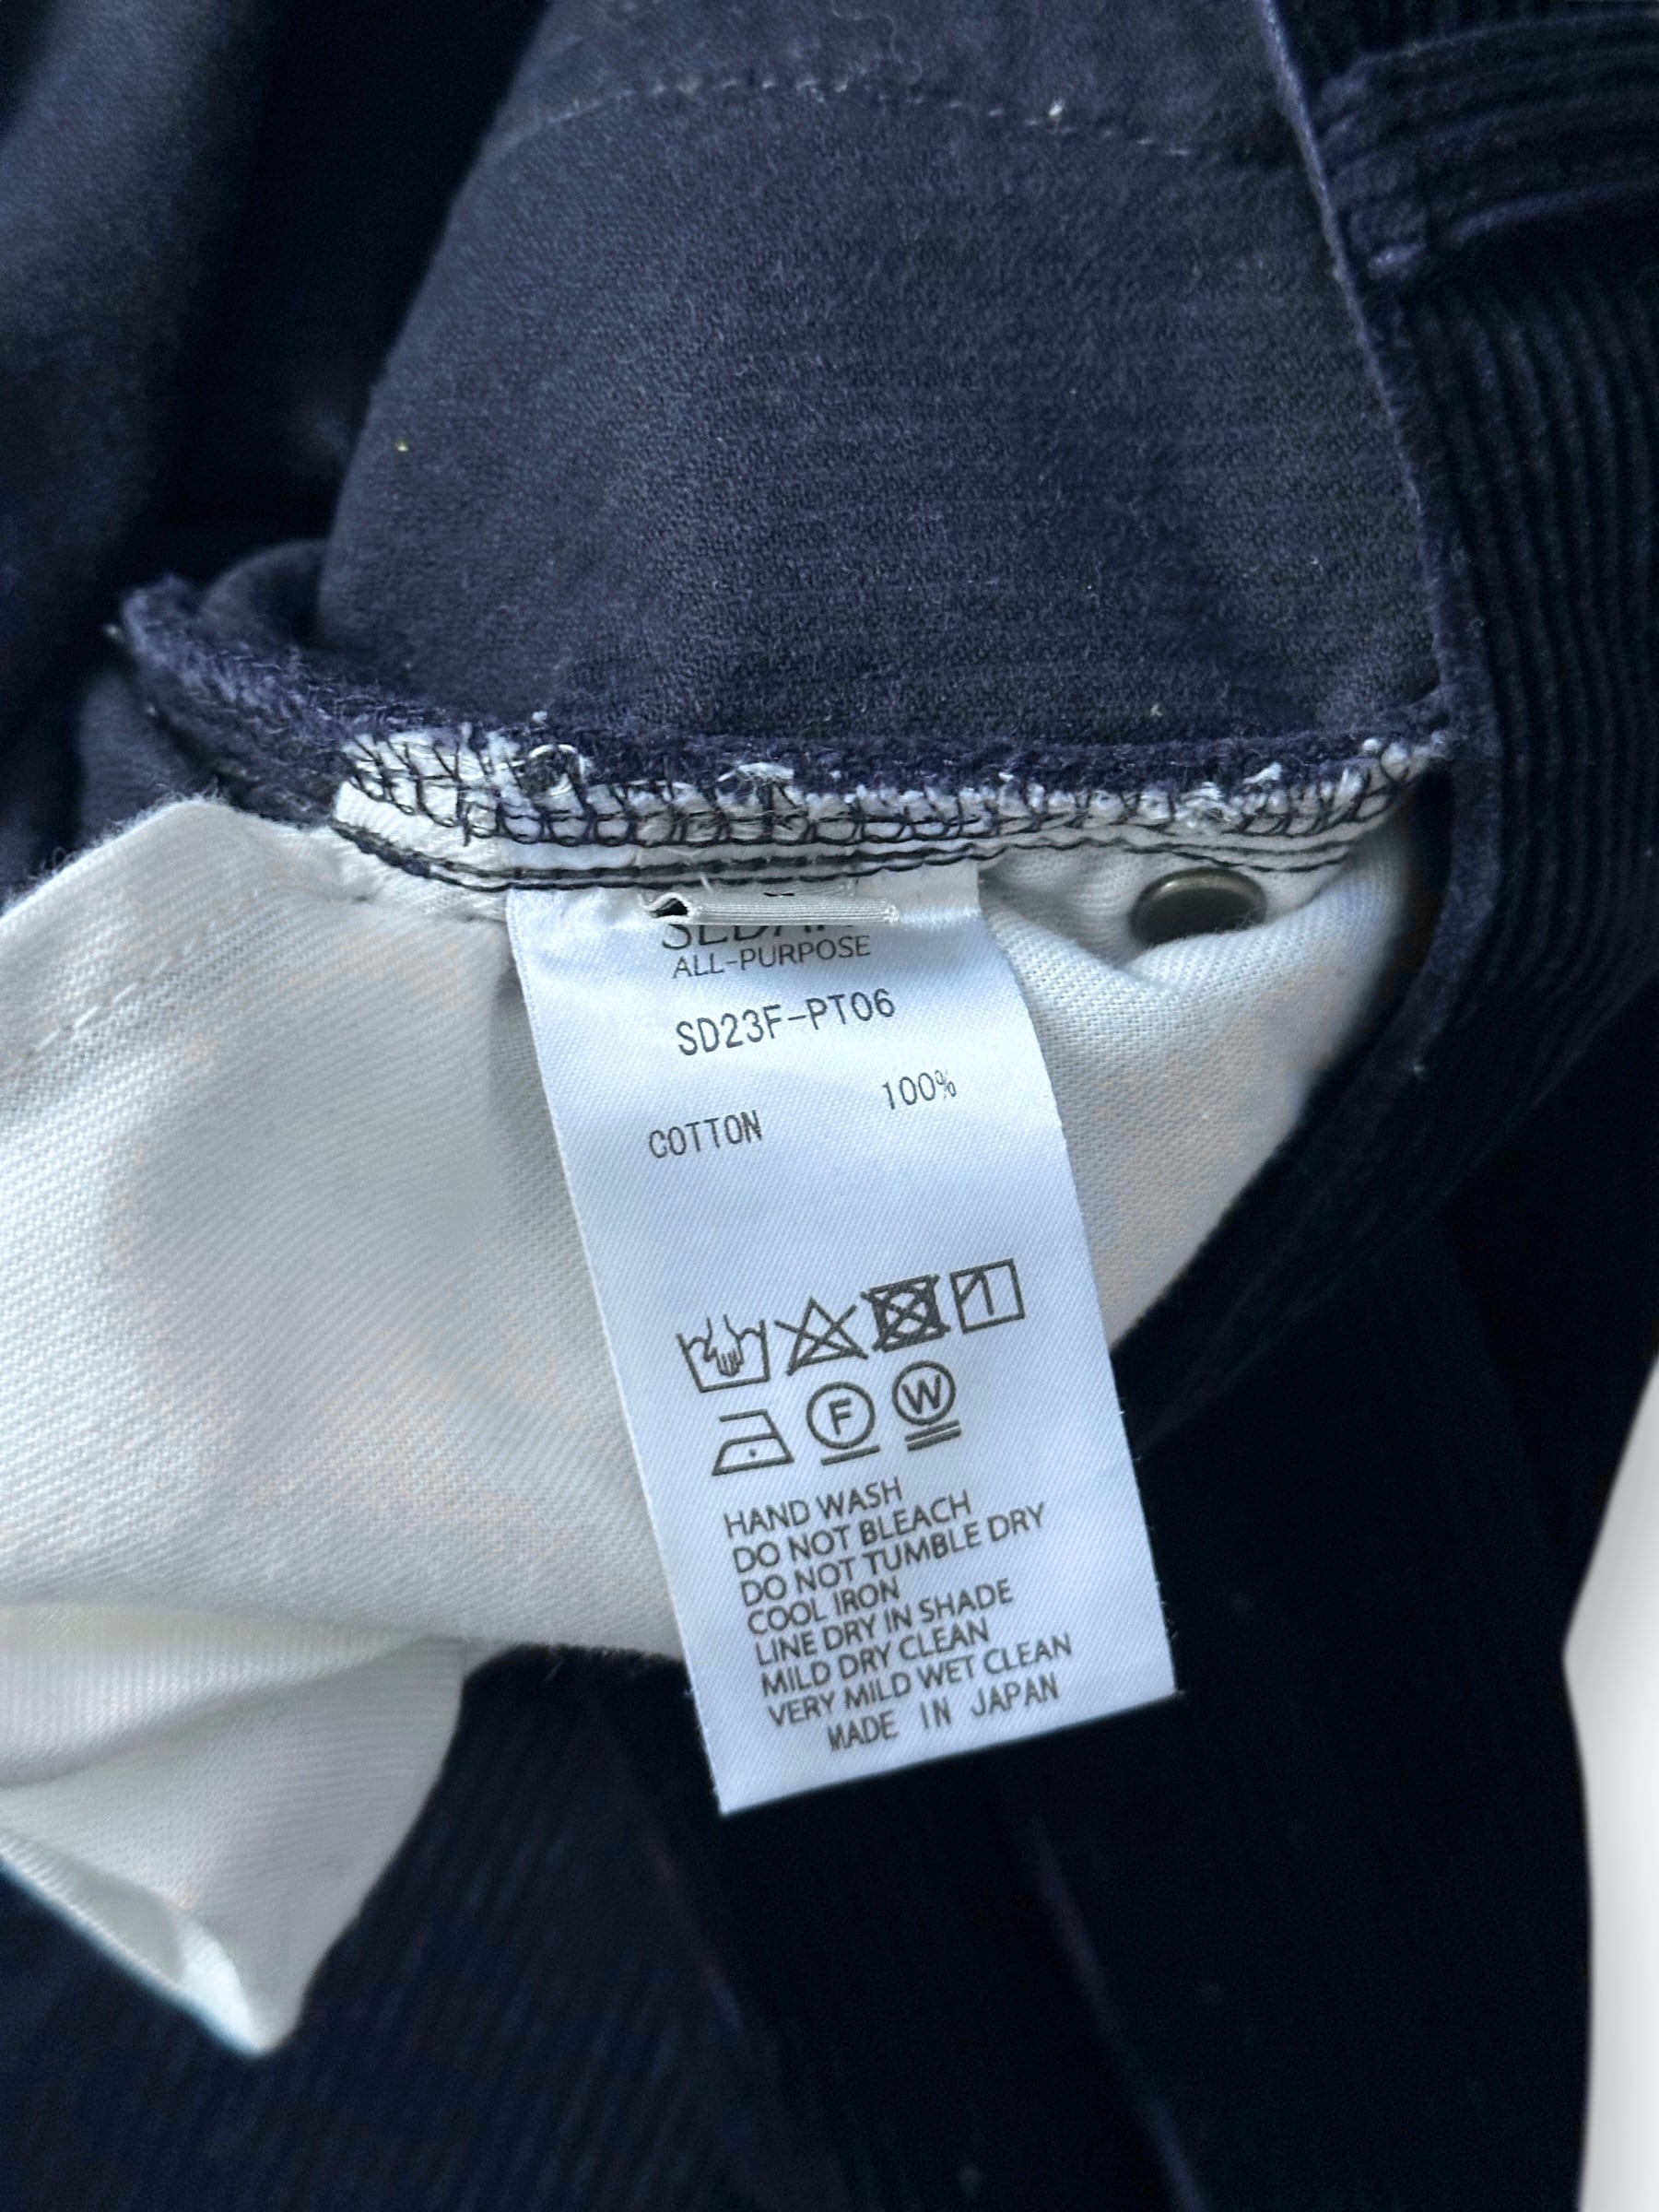 ALL-PURPOSE
SD23F-PT06
100%
COTTON
F W
HAND WASH
DO NOT BLEACH
DO NOT TUMBLE DRY
COOL IRON
LINE DRY IN SHADE
MILD DRY CLEAN
VERY MILD WET CLEAN
MADE IN JAPAN